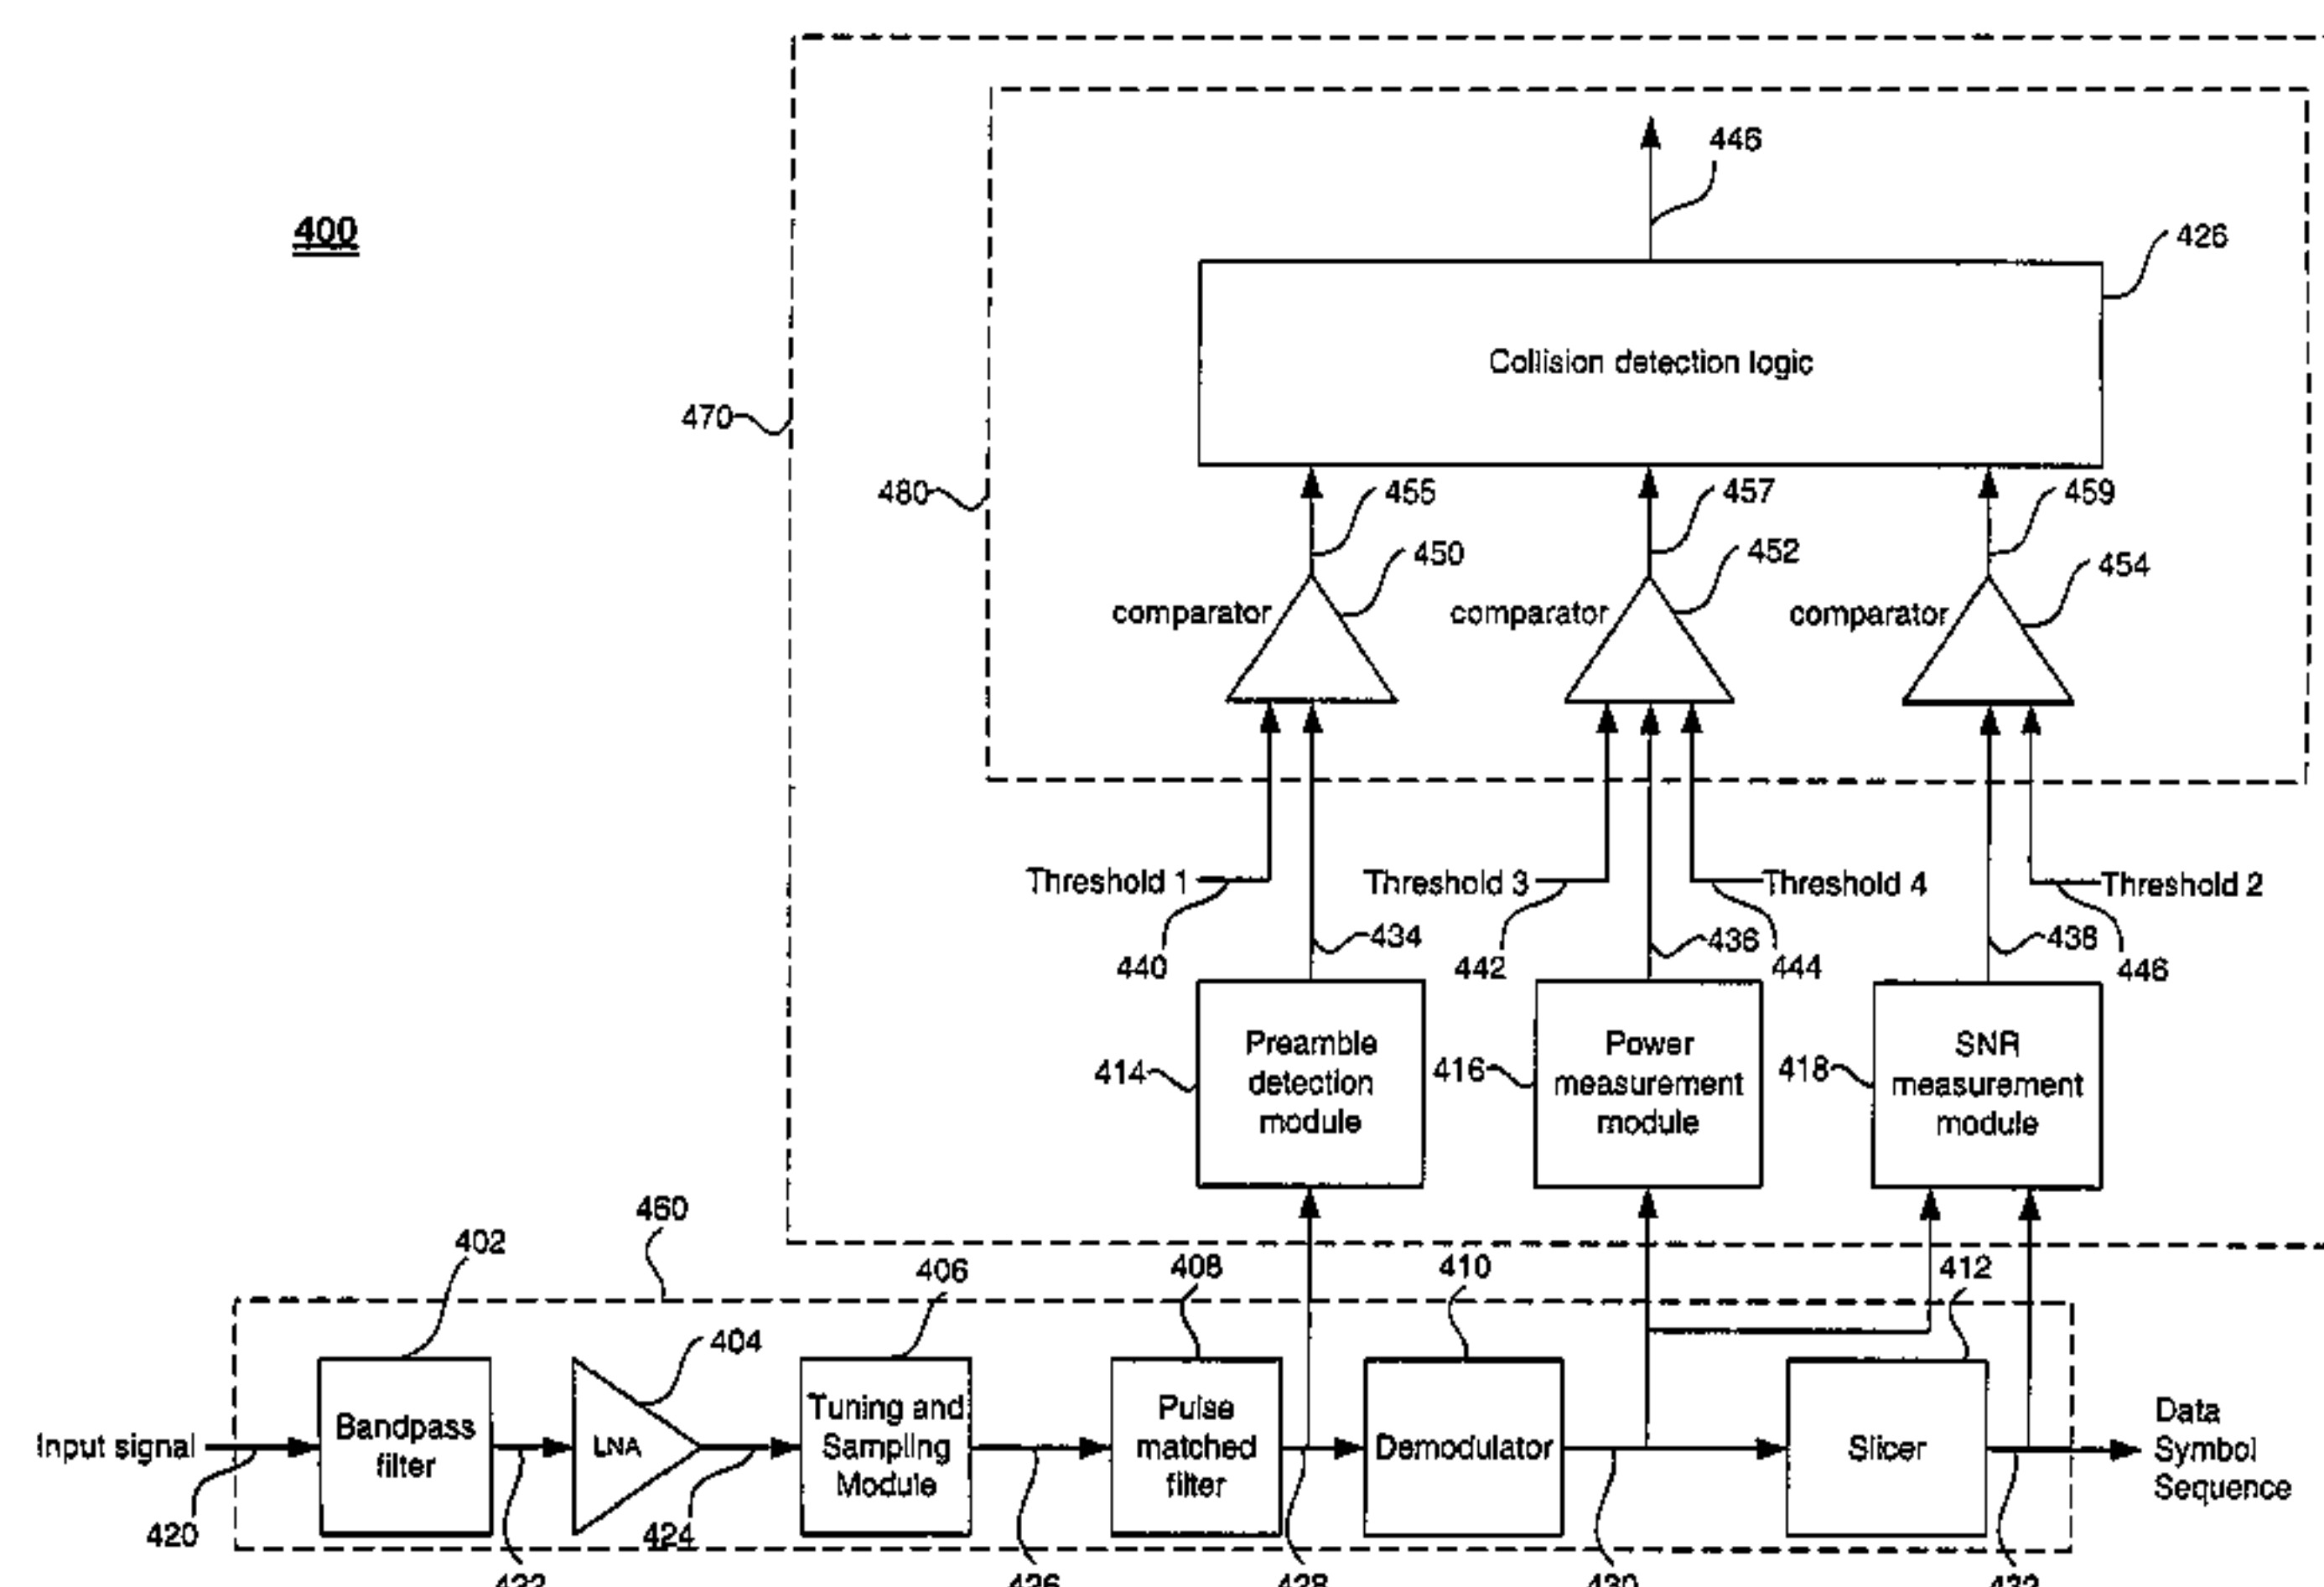 446
400
426
Collision detection logic
470
480
455
457
459
450
452
454
comparator
comparator
comparator
Threshold 1
Threshold 3
Threshold 4
Threshold 2
434
436
438
440
442
444
446
Preamble
detection
module
Power
measurement
module
SNR
measurement
module
414
416
418
460
402
406
408
410
412
404
Input signal
Bandpass
filter
LNA
Tuning and
Sampling
Module
Pulse
matched
filter
Demodulator
Slicer
Data
Symbol
Sequence
420
424